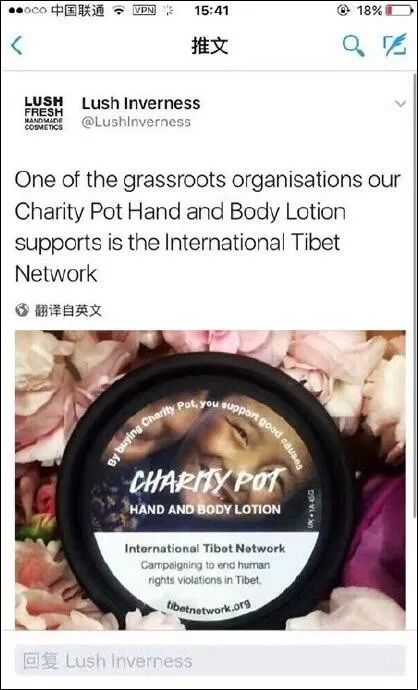 中国联通 VPN 15:41 18%
推文
LUSH
FRESH
HANDMADE
COSMETICS
Lush Inverness
@LushInverness
One of the grassroots organisations our
Charity Pot Hand and Body Lotion
supports is the International Tibet
Network
翻译自英文
By buying Charity Pot, you support good causes
CHARITY POT
HAND AND BODY LOTION
International Tibet Network
Campaigning to end human
rights violations in Tibet.
tibetnetwork.org
回复 Lush Inverness